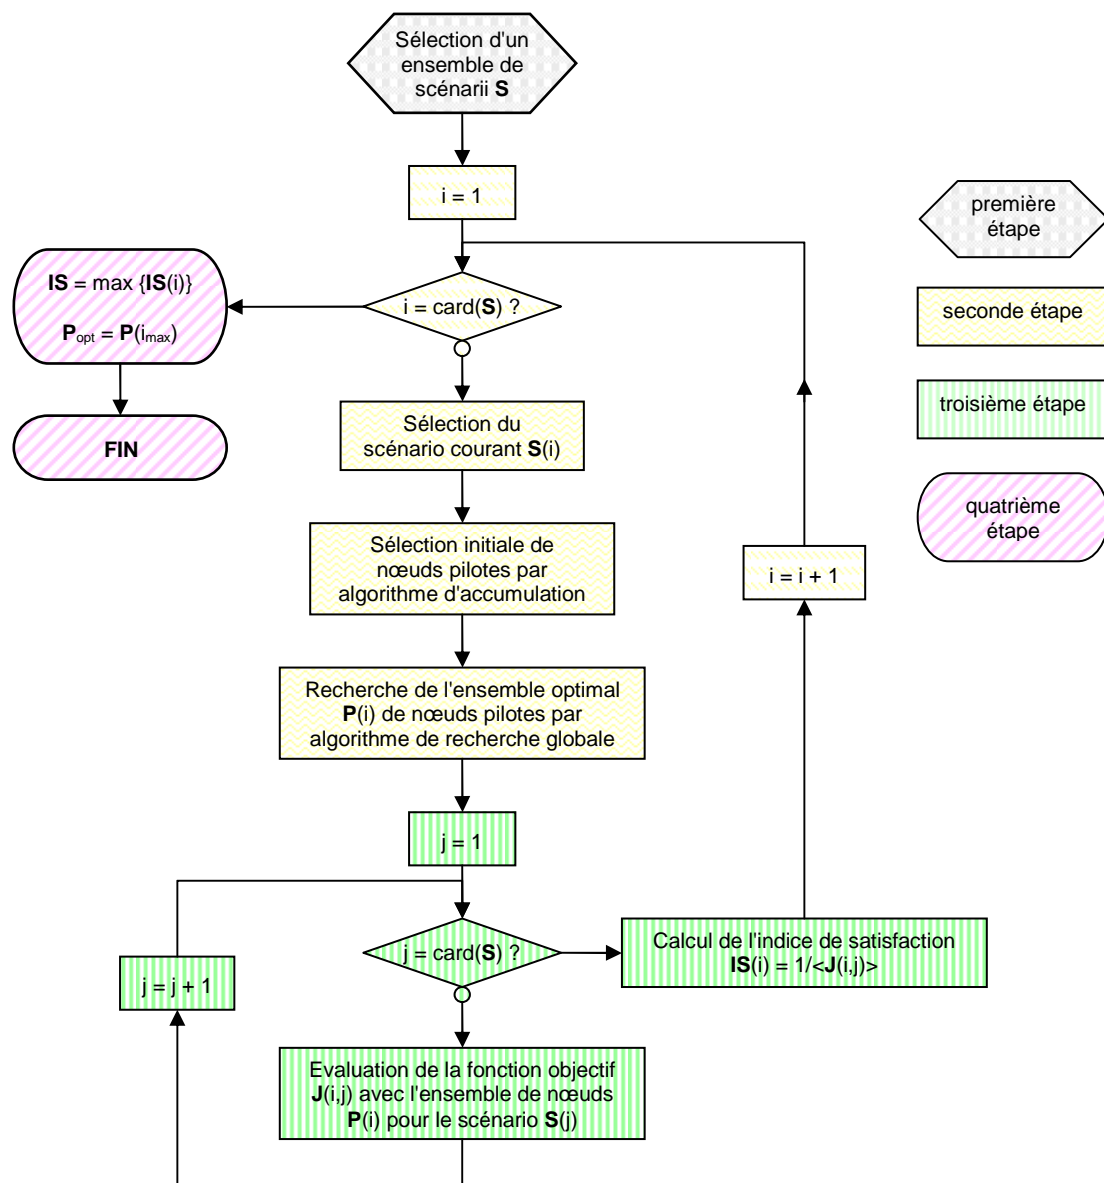 Sélection d'un
ensemble de
scénarii S
i = 1
IS = max {IS(i)}
Popt = P(imax)
i = card(S) ?
FIN
Sélection du
scénario courant S(i)
Sélection initiale de
nœuds pilotes par
algorithme d'accumulation
i = i + 1
Recherche de l'ensemble optimal
P(i) de nœuds pilotes par
algorithme de recherche globale
j = 1
j = card(S) ?
Calcul de l'indice de satisfaction
IS(i) = 1/<J(i,j)>
j = j + 1
Evaluation de la fonction objectif
J(i,j) avec l'ensemble de nœuds
P(i) pour le scénario S(j)
première
étape
seconde étape
troisième étape
quatrième
étape